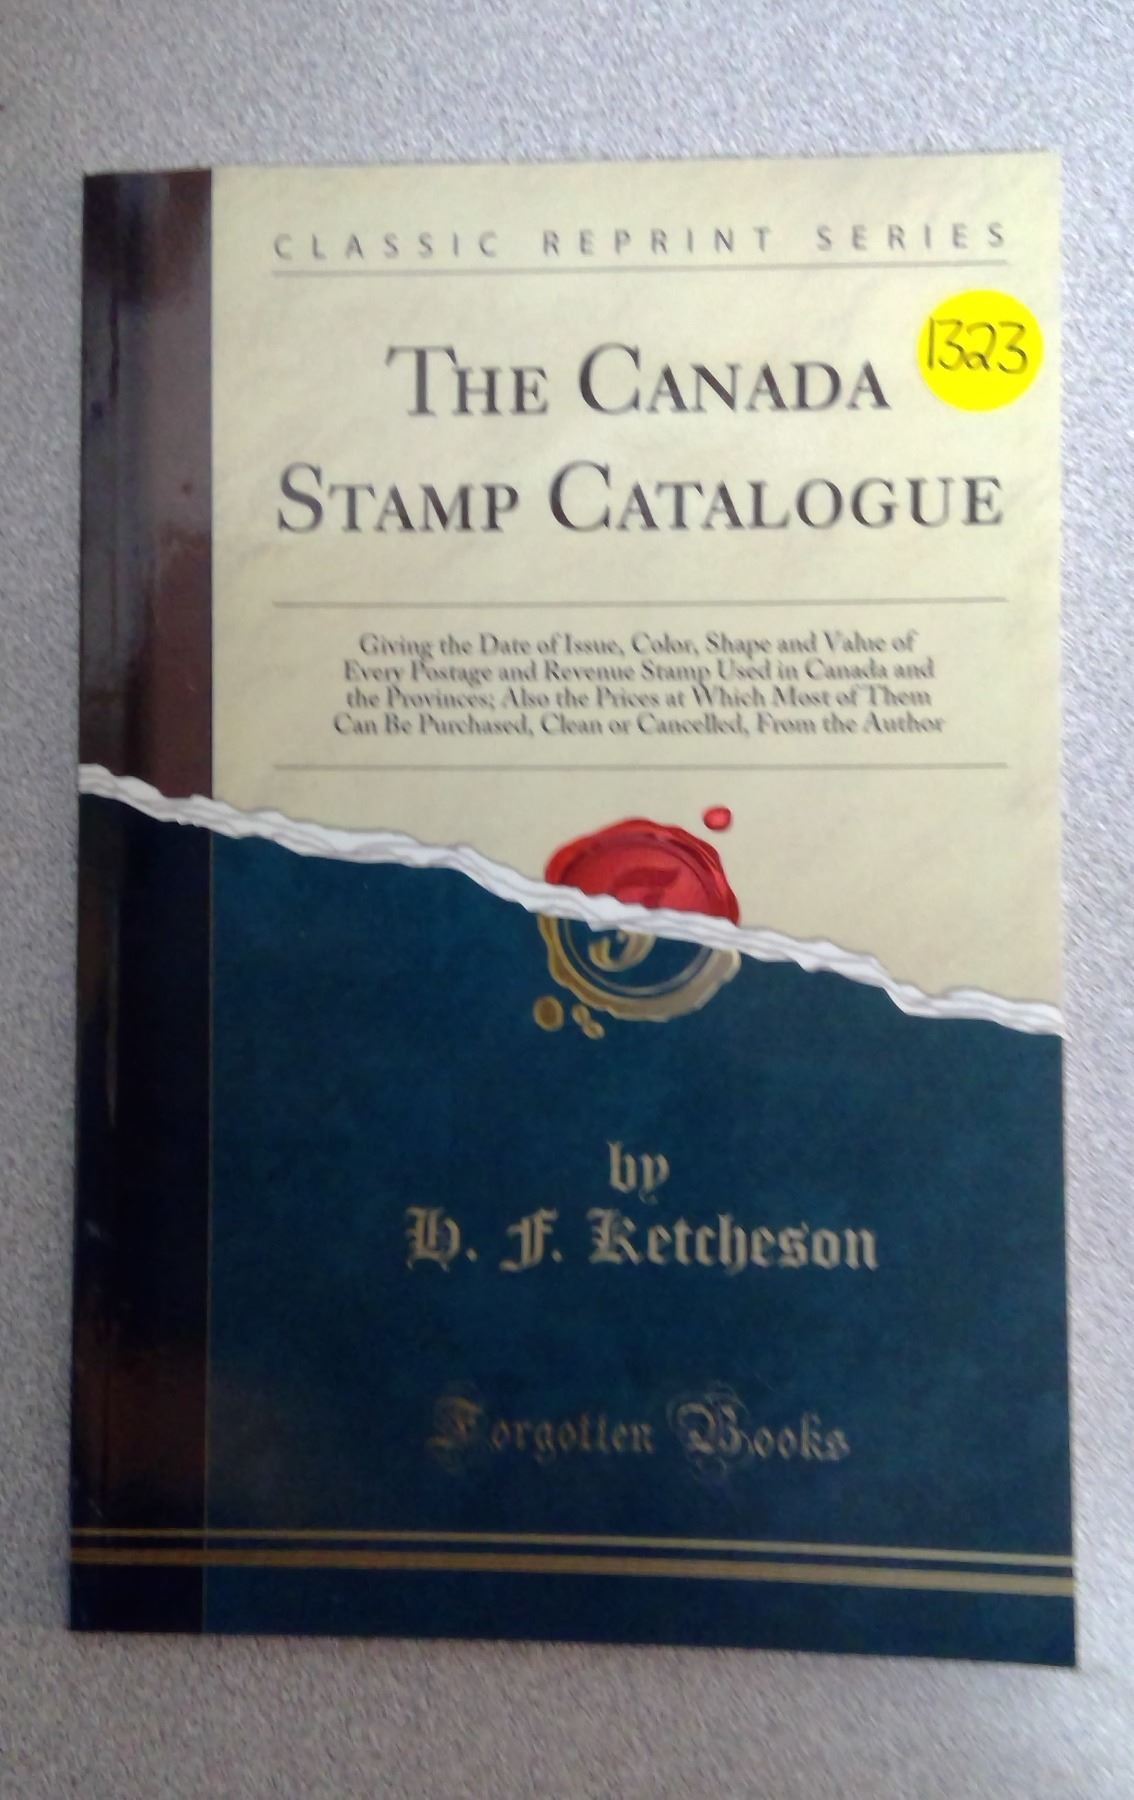 CLASSIC REPRINT SERIES
1323
THE CANADA
STAMP CATALOGUE
Giving the Date of Issue, Color, Shape and Value of
Every Postage and Revenue Stamp Used in Canada and
the Provinces; Also the Prices at Which Most of Them
Can Be Purchased, Clean or Cancelled, From the Author
F
by
H. F. Ketcheson
Forgotten Books